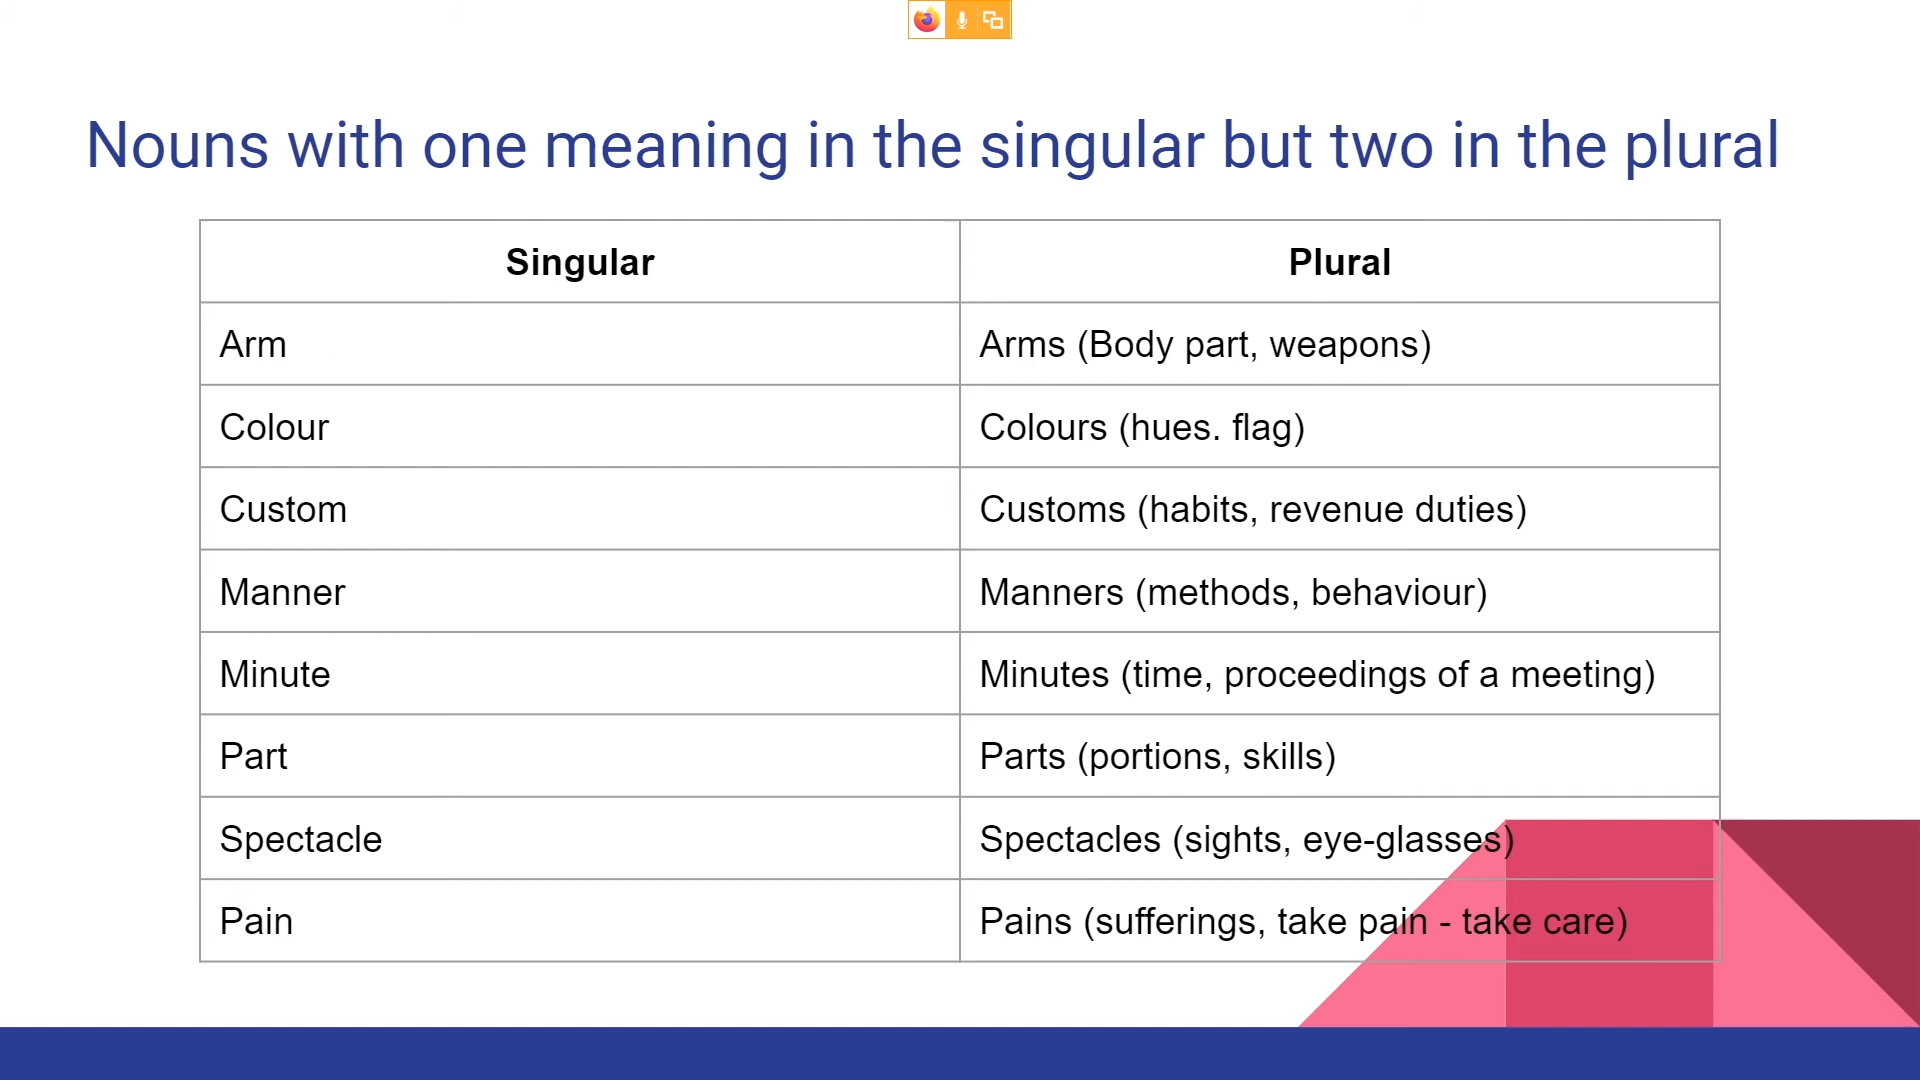 Nouns with one meaning in the singular but two in the plural
Singular Plural
Arm Arms (Body part, weapons)
Colour Colours (hues. flag)
Custom Customs (habits, revenue duties)
Manner Manners (methods, behaviour)
Minute Minutes (time, proceedings of a meeting)
Part Parts (portions, skills)
Spectacle Spectacles (sights, eye-glasses)
Pain Pains (sufferings, take pain - take care)